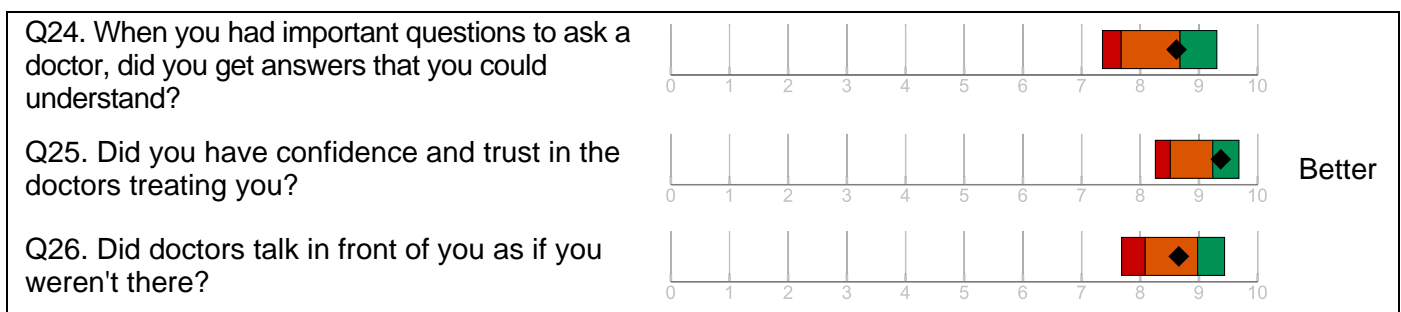 Q24. When you had important questions to ask a
doctor, did you get answers that you could
understand?
0 1 2 3 4 5 6 7 8 9 10
Q25. Did you have confidence and trust in the
doctors treating you?
0 1 2 3 4 5 6 7 8 9 10
Better
Q26. Did doctors talk in front of you as if you
weren't there?
0 1 2 3 4 5 6 7 8 9 10